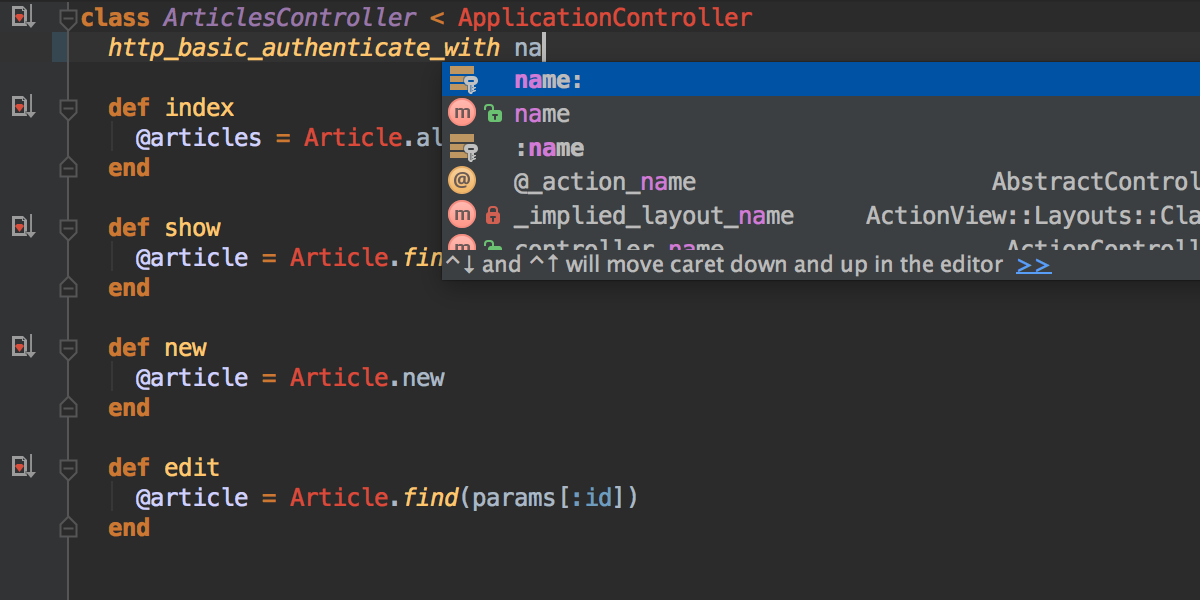 class ArticlesController < ApplicationController
http_basic_authenticate_with na
name:
m name
def index
@articles = Article.al
:name
end
@ @_action_name AbstractControl
m _implied_layout_name ActionView::Layouts::Cla
def show
m controller_name ActionControll
@article = Article.fin
^↓ and ^↑ will move caret down and up in the editor >>
end
def new
@article = Article.new
end
def edit
@article = Article.find(params[:id])
end